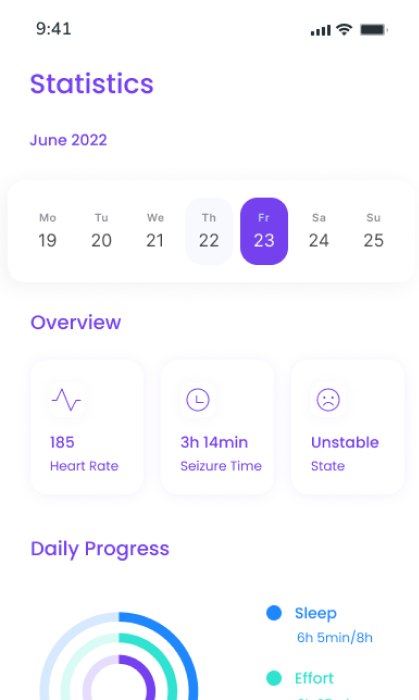 9:41
Statistics
June 2022
Mo Tu We Th Fr Sa Su
19 20 21 22 23 24 25
Overview
185 3h 14min Unstable
Heart Rate Seizure Time State
Daily Progress
Sleep
6h 5min/8h
Effort